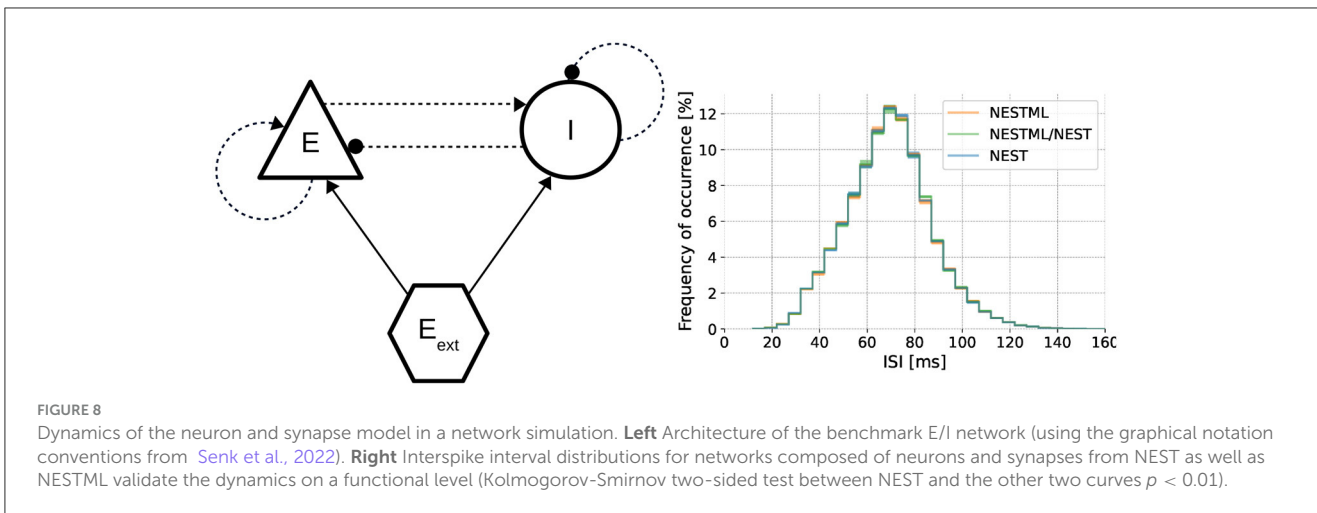 E
I
E
ext
Frequency of occurrence [%]
12
10
8
6
4
2
0
NESTML
NESTML/NEST
NEST
0 20 40 60 80 100 120 140 160
ISI [ms]
FIGURE 8
Dynamics of the neuron and synapse model in a network simulation. Left Architecture of the benchmark E/I network (using the graphical notation
conventions from Senk et al., 2022). Right Interspike interval distributions for networks composed of neurons and synapses from NEST as well as
NESTML validate the dynamics on a functional level (Kolmogorov-Smirnov two-sided test between NEST and the other two curves p < 0.01).